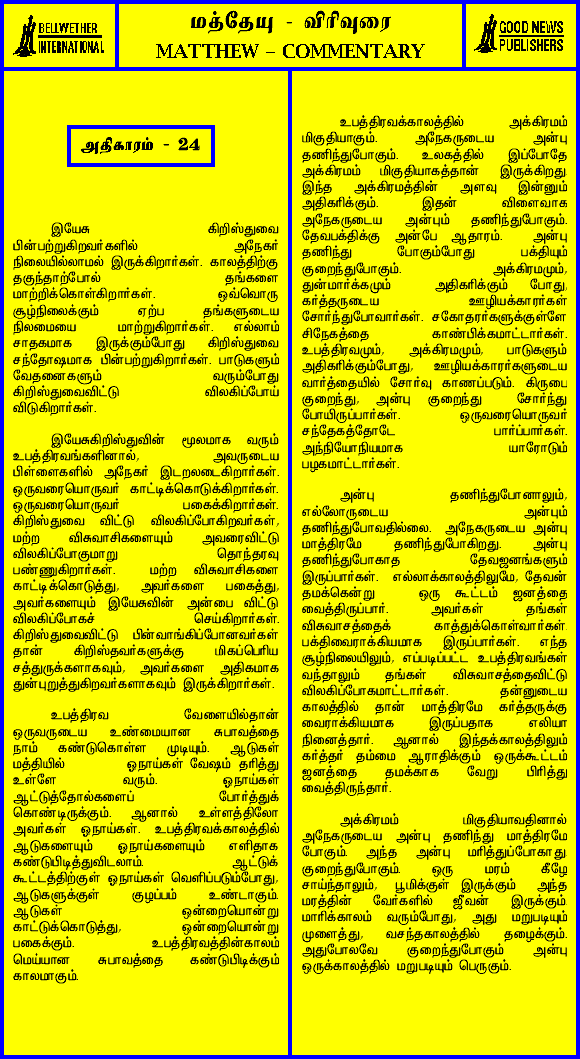 BELLWETHER
INTERNATIONAL
மத்தேயு - விரிவுரை
MATTHEW – COMMENTARY
GOOD NEWS
PUBLISHERS
அதிகாரம் - 24
இயேசு கிறிஸ்துவை
பின்பற்றுகிறவர்களில் அநேகர்
நிலையில்லாமல் இருக்கிறார்கள். காலத்திற்கு
தகுந்தாற்போல் தங்களை
மாற்றிக்கொள்கிறார்கள். ஒவ்வொரு
சூழ்நிலைக்கும் ஏற்ப தங்களுடைய
நிலமையை மாற்றுகிறார்கள். எல்லாம்
சாதகமாக இருக்கும்போது கிறிஸ்துவை
சந்தோஷமாக பின்பற்றுகிறார்கள். பாடுகளும்
வேதனைகளும் வரும்போது
கிறிஸ்துவைவிட்டு விலகிப்போய்
விடுகிறார்கள்.
இயேசுகிறிஸ்துவின் மூலமாக வரும்
உபத்திரவங்களினால், அவருடைய
பிள்ளைகளில் அநேகர் இடறலடைகிறார்கள்.
ஒருவரையொருவர் காட்டிக்கொடுக்கிறார்கள்.
ஒருவரையொருவர் பகைக்கிறார்கள்.
கிறிஸ்துவை விட்டு விலகிப்போகிறவர்கள்,
மற்ற விசுவாசிகளையும் அவரைவிட்டு
விலகிப்போகுமாறு தொந்தரவு
பண்ணுகிறார்கள். மற்ற விசுவாசிகளை
காட்டிக்கொடுத்து, அவர்களை பகைத்து,
அவர்களையும் இயேசுவின் அன்பை விட்டு
விலகிப்போகச் செய்கிறார்கள்.
கிறிஸ்துவைவிட்டு பின்வாங்கிப்போனவர்கள்
தான் கிறிஸ்தவர்களுக்கு மிகப்பெரிய
சத்துருக்களாகவும், அவர்களை அதிகமாக
துன்புறுத்துகிறவர்களாகவும் இருக்கிறார்கள்.
உபத்திரவ வேளையில்தான்
ஒருவருடைய உண்மையான சுபாவத்தை
நாம் கண்டுகொள்ள முடியும். ஆடுகள்
மத்தியில் ஓநாய்கள் வேஷம் தரித்து
உள்ளே வரும். ஓநாய்கள்
ஆட்டுத்தோல்களைப் போர்த்துக்
கொண்டிருக்கும். ஆனால் உள்ளத்திலோ
அவர்கள் ஓநாய்கள். உபத்திரவக்காலத்தில்
ஆடுகளையும் ஓநாய்களையும் எளிதாக
கண்டுபிடித்துவிடலாம். ஆட்டுக்
கூட்டத்திற்குள் ஓநாய்கள் வெளிப்படும்போது,
ஆடுகளுக்குள் குழப்பம் உண்டாகும்.
ஆடுகள் ஒன்றையொன்று
காட்டுக்கொடுத்து, ஒன்றையொன்று
பகைக்கும். உபத்திரவத்தின்காலம்
மெய்யான சுபாவத்தை கண்டுபிடிக்கும்
காலமாகும்.
உபத்திரவக்காலத்தில் அக்கிரமம்
மிகுதியாகும். அநேகருடைய அன்பு
தணிந்துபோகும். உலகத்தில் இப்போதே
அக்கிரமம் மிகுதியாகத்தான் இருக்கிறது.
இந்த அக்கிரமத்தின் அளவு இன்னும்
அதிகரிக்கும். இதன் விளைவாக
அநேகருடைய அன்பும் தணிந்துபோகும்.
தேவபக்திக்கு அன்பே ஆதாரம். அன்பு
தணிந்து போகும்போது பக்தியும்
குறைந்துபோகும். அக்கிரமமும்,
துன்மார்க்கமும் அதிகரிக்கும் போது,
கர்த்தருடைய ஊழியக்காரர்கள்
சோர்ந்துபோவார்கள். சகோதரர்களுக்குள்ளே
சிநேகத்தை காண்பிக்கமாட்டார்கள்.
உபத்திரவமும், அக்கிரமமும், பாடுகளும்
அதிகரிக்கும்போது, ஊழியக்காரர்களுடைய
வார்த்தையில் சோர்வு காணப்படும். கிருபை
குறைந்து, அன்பு குறைந்து சோர்ந்து
போயிருப்பார்கள். ஒருவரையொருவர்
சந்தேகத்தோடே பார்ப்பார்கள்.
அந்நியோநியமாக யாரோடும்
பழகமாட்டார்கள்.
அன்பு தணிந்துபோனாலும்,
எல்லோருடைய அன்பும்
தணிந்துபோவதில்லை. அநேகருடைய அன்பு
மாத்திரமே தணிந்துபோகிறது. அன்பு
தணிந்துபோகாத தேவஜனங்களும்
இருப்பார்கள். எல்லாக்காலத்திலுமே, தேவன்
தமக்கென்று ஒரு கூட்டம் ஜனத்தை
வைத்திருப்பார். அவர்கள் தங்கள்
விசுவாசத்தைக் காத்துக்கொள்வார்கள்.
பக்திவைராக்கியமாக இருப்பார்கள். எந்த
சூழ்நிலையிலும், எப்படிப்பட்ட உபத்திரவங்கள்
வந்தாலும் தங்கள் விசுவாசத்தைவிட்டு
விலகிப்போகமாட்டார்கள். தன்னுடைய
காலத்தில் தான் மாத்திரமே கர்த்தருக்கு
வைராக்கியமாக இருப்பதாக எலியா
நினைத்தார். ஆனால் இந்தக்காலத்திலும்
கர்த்தர் தம்மை ஆராதிக்கும் ஒருக்கூட்டம்
ஜனத்தை தமக்காக வேறு பிரித்து
வைத்திருந்தார்.
அக்கிரமம் மிகுதியாவதினால்
அநேகருடைய அன்பு தணிந்து மாத்திரமே
போகும். அந்த அன்பு மரித்துப்போகாது.
குறைந்துபோகும். ஒரு மரம் கீழே
சாய்ந்தாலும், பூமிக்குள் இருக்கும் அந்த
மரத்தின் வேர்களில் ஜீவன் இருக்கும்.
மாரிக்காலம் வரும்போது, அது மறுபடியும்
முளைத்து, வசந்தகாலத்தில் தழைக்கும்.
அதுபோலவே குறைந்துபோகும் அன்பு
ஒருக்காலத்தில் மறுபடியும் பெருகும்.